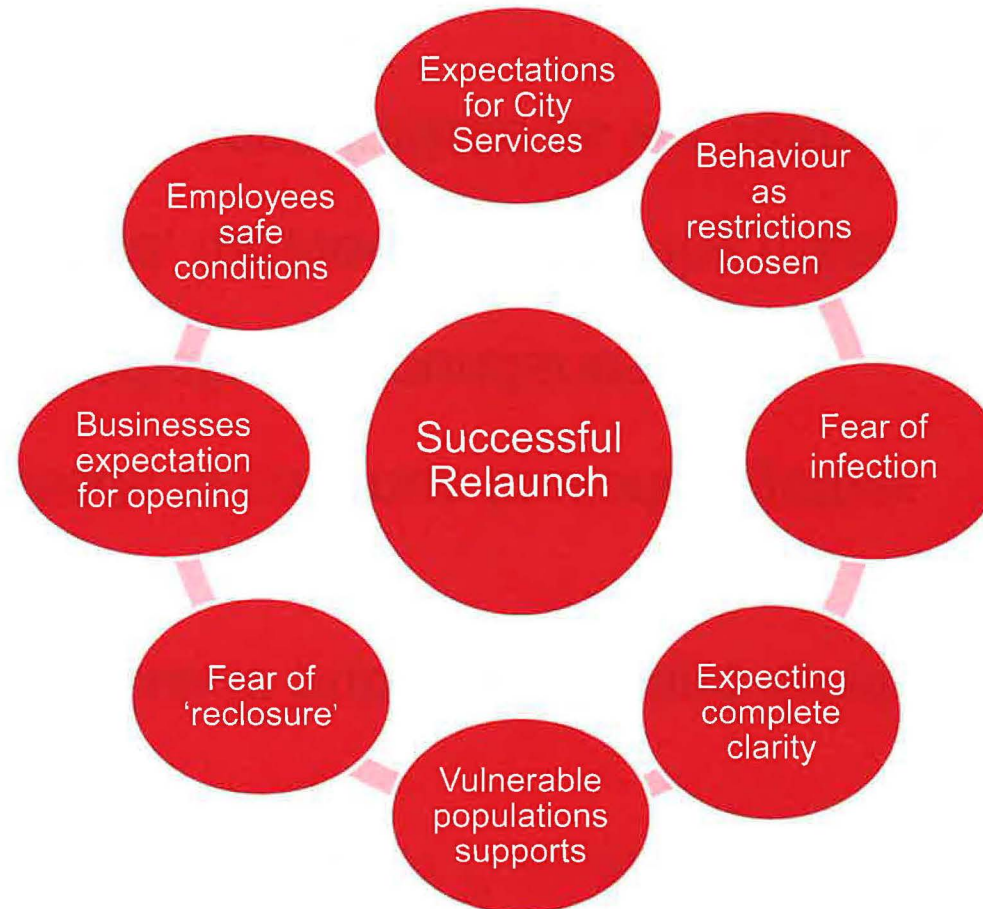 Expectations
for City
Services
Behaviour
as
restrictions
loosen
Fear of
infection
Expecting
complete
clarity
Vulnerable
populations
supports
Fear of
‘reclosure’
Businesses
expectation
for opening
Employees
safe
conditions
Successful
Relaunch